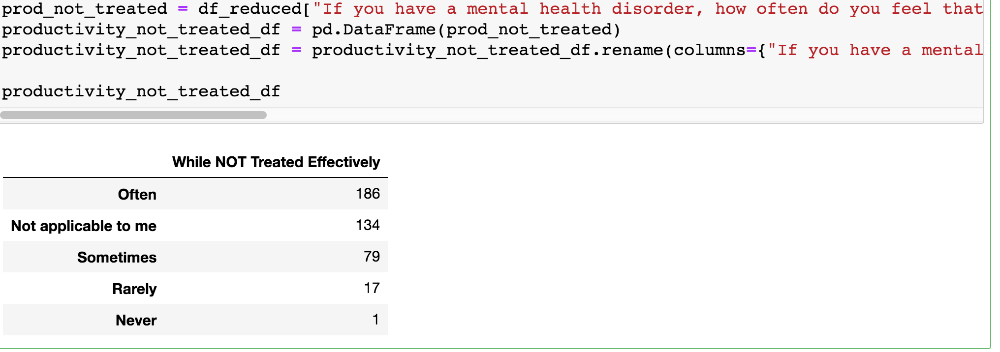 prod_not_treated = df_reduced["If you have a mental health disorder, how often do you feel that
productivity_not_treated_df = pd.DataFrame(prod_not_treated)
productivity_not_treated_df = productivity_not_treated_df.rename(columns={"If you have a mental
productivity_not_treated_df
While NOT Treated Effectively
Often 186
Not applicable to me 134
Sometimes 79
Rarely 17
Never 1